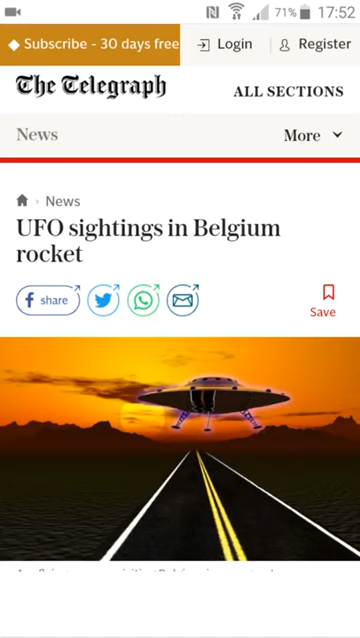 71% 17:52
Subscribe - 30 days free
Login
Register
The Telegraph
ALL SECTIONS
News
More
News
UFO sightings in Belgium
rocket
share
Save